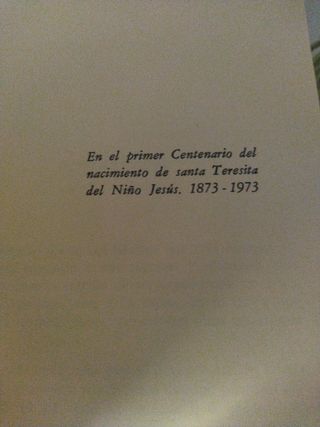 En el primer Centenario del
nacimiento de santa Teresita
del Niño Jesús. 1873 - 1973